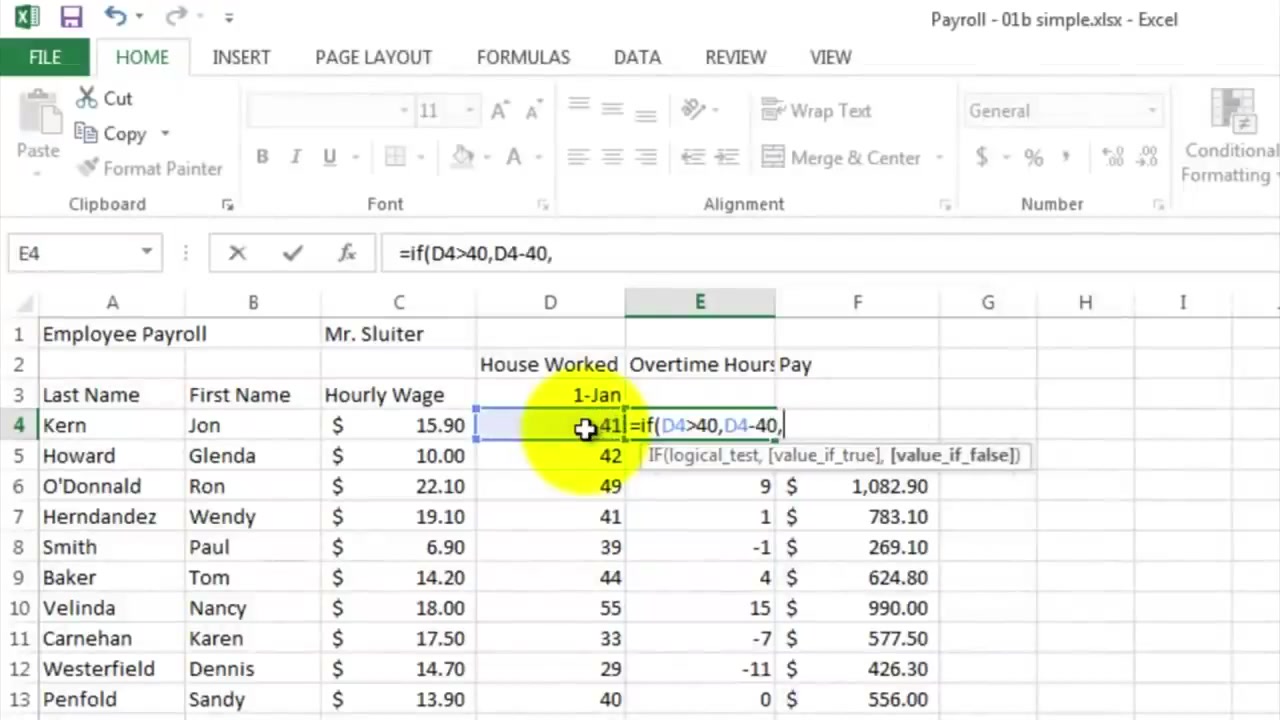 Payroll - 01b simple.xlsx - Excel
FILE HOME INSERT PAGE LAYOUT FORMULAS DATA REVIEW VIEW
Cut
Copy
Format Painter
Paste
11
B I U A
Wrap Text
Merge & Center
General
$ % ,
Conditional
Formatting
Clipboard Font Alignment Number
E4 fx =if(D4>40,D4-40,
A B C D E F G H I
1 Employee Payroll Mr. Sluiter
2 House Worked Overtime Hours Pay
3 Last Name First Name Hourly Wage 1-Jan
4 Kern Jon $ 15.90 41 =if(D4>40,D4-40,
IF(logical_test, [value_if_true], [value_if_false])
5 Howard Glenda $ 10.00 42
6 O'Donnald Ron $ 22.10 49 9 $ 1,082.90
7 Herndandez Wendy $ 19.10 41 1 $ 783.10
8 Smith Paul $ 6.90 39 -1 $ 269.10
9 Baker Tom $ 14.20 44 4 $ 624.80
10 Velinda Nancy $ 18.00 55 15 $ 990.00
11 Carnehan Karen $ 17.50 33 -7 $ 577.50
12 Westerfield Dennis $ 14.70 29 -11 $ 426.30
13 Penfold Sandy $ 13.90 40 0 $ 556.00